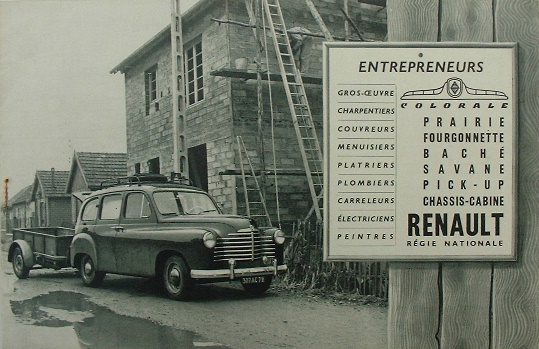 ENTREPRENEURS
GROS-ŒUVRE
CHARPENTIERS
COUVREURS
MENUISIERS
PLATRIERS
PLOMBIERS
CARRELEURS
ÉLECTRICIENS
PEINTRES
COLORALE
PRAIRIE
FOURGONNETTE
BACHÉ
SAVANE
PICK-UP
CHASSIS-CABINE
RENAULT
RÉGIE NATIONALE